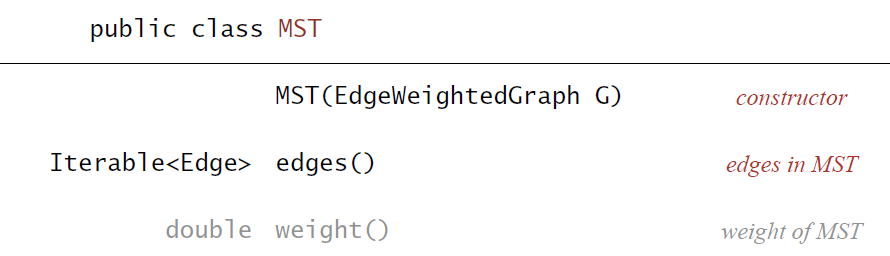 public class MST
MST(EdgeWeightedGraph G) constructor
Iterable<Edge> edges() edges in MST
double weight() weight of MST